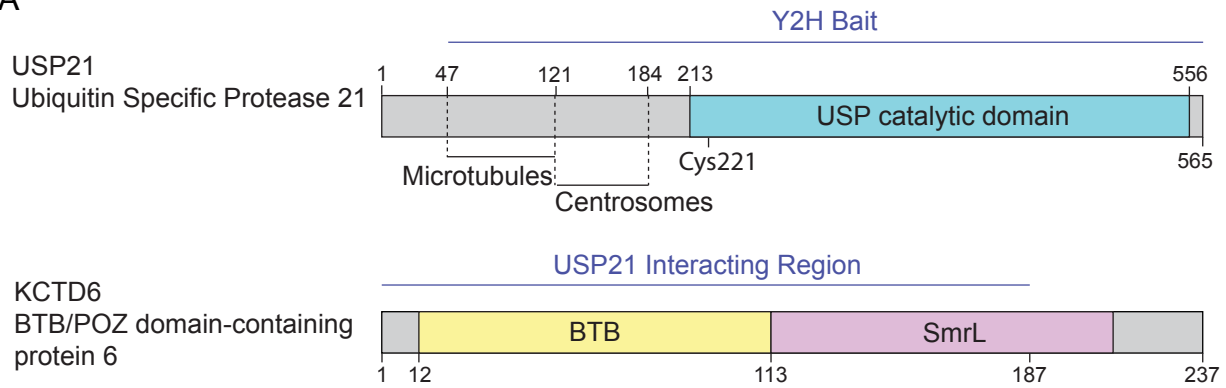 A
Y2H Bait
USP21
Ubiquitin Specific Protease 21
1 47 121 184 213 556
USP catalytic domain
Cys221
565
Microtubules
Centrosomes
USP21 Interacting Region
KCTD6
BTB/POZ domain-containing
protein 6
BTB SmrL
1 12 113 187 237